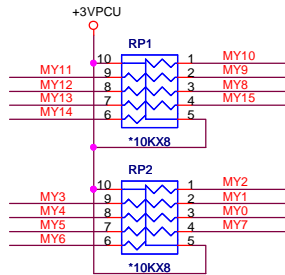 +3VPCU
RP1
10 1 MY10
MY11 9 2 MY9
MY12 8 3 MY8
MY13 7 4 MY15
MY14 6 5
*10KX8
RP2
10 1 MY2
MY3 9 2 MY1
MY4 8 3 MY0
MY5 7 4 MY7
MY6 6 5
*10KX8